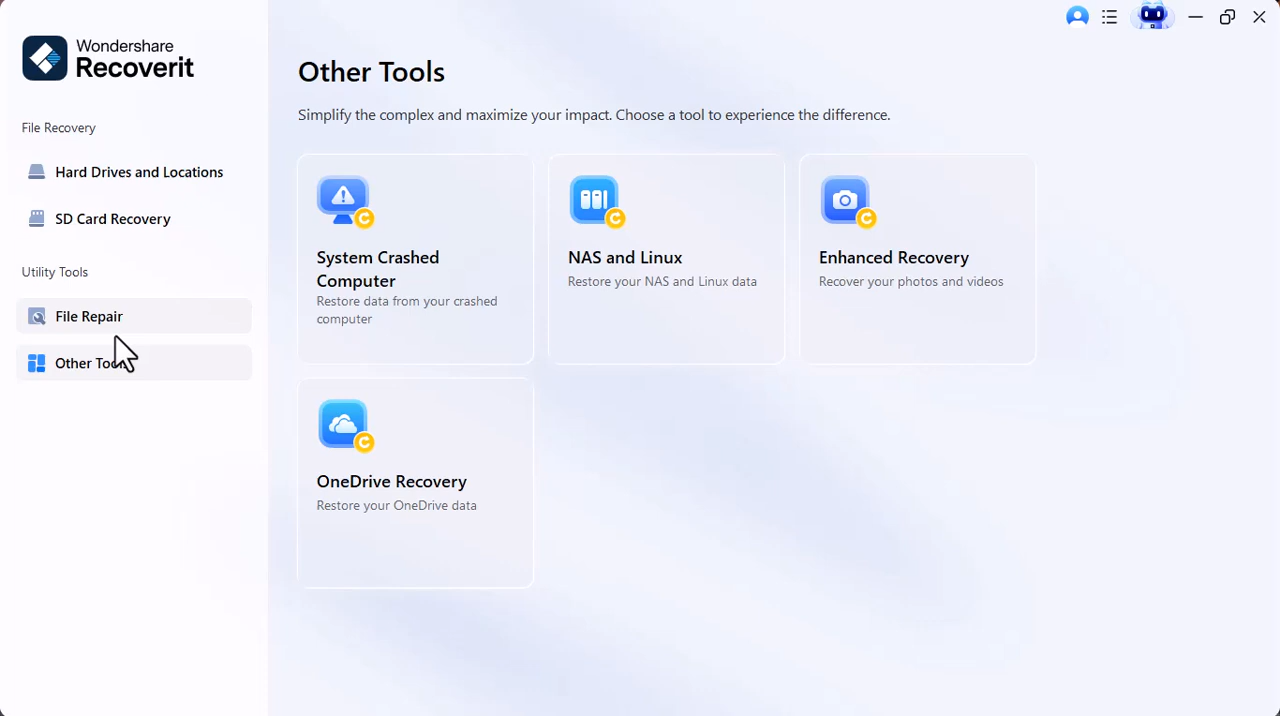 Wondershare
Recoverit
File Recovery
Hard Drives and Locations
SD Card Recovery
Utility Tools
File Repair
Other Tools
Other Tools
Simplify the complex and maximize your impact. Choose a tool to experience the difference.
System Crashed
Computer
Restore data from your crashed
computer
NAS and Linux
Restore your NAS and Linux data
Enhanced Recovery
Recover your photos and videos
OneDrive Recovery
Restore your OneDrive data